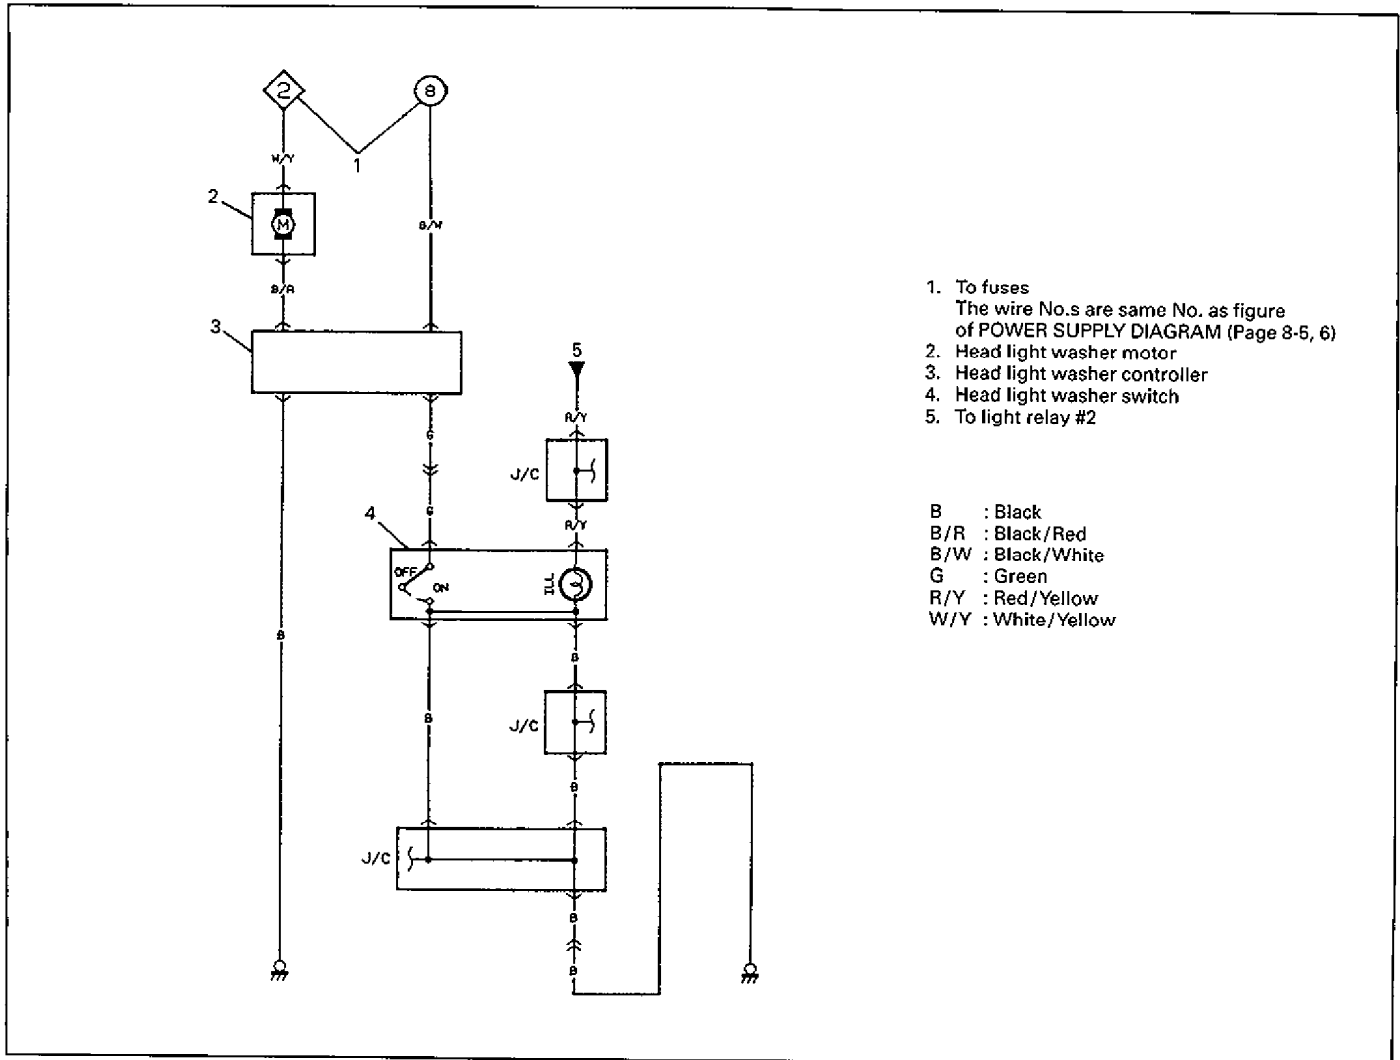 2
8
1
W/Y
2
M
B/W
B/R
3
5
R/Y
G
J/C
G
R/Y
4
OFF
ON
ILL
B
B
B
J/C
B
J/C
B
B
1. To fuses
The wire No.s are same No. as figure
of POWER SUPPLY DIAGRAM (Page 8-5, 6)
2. Head light washer motor
3. Head light washer controller
4. Head light washer switch
5. To light relay #2
B : Black
B/R : Black/Red
B/W : Black/White
G : Green
R/Y : Red/Yellow
W/Y : White/Yellow